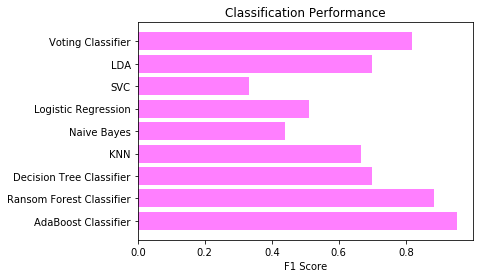 Classification Performance
Voting Classifier
LDA
SVC
Logistic Regression
Naive Bayes
KNN
Decision Tree Classifier
Ransom Forest Classifier
AdaBoost Classifier
0.0 0.2 0.4 0.6 0.8
F1 Score